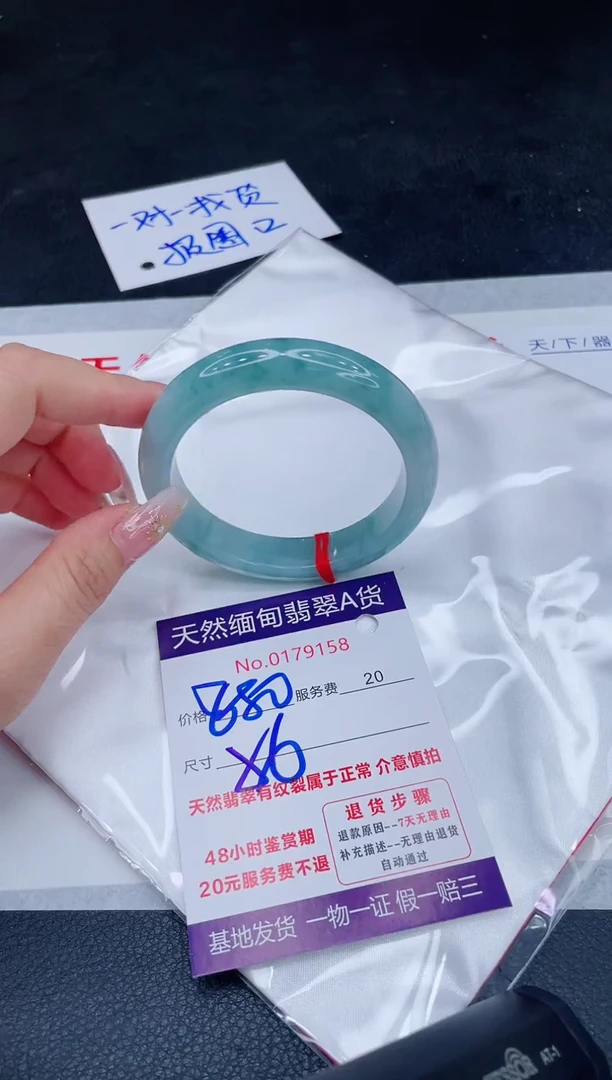 一对一找货
报圈口
天/下/器
天然缅甸翡翠A货
No.0179158
价格 850 服务费 20
尺寸 56
天然翡翠有纹裂属于正常 介意慎拍
48小时鉴赏期
20元服务费不退
退货步骤
退款原因--7天无理由
补充描述--无理由退货
自动通过
基地发货 一物一证 假一赔三
AT-1